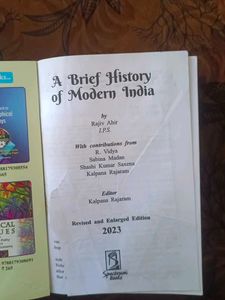 A Brief History
of Modern India
by
Rajiv Ahir
I.P.S.
With contributions from
R. Vidya
Sabina Madan
Shashi Kumar Saxena
Kalpana Rajaram
Editor
Kalpana Rajaram
Revised and Enlarged Edition
2023
Spectrum
Books